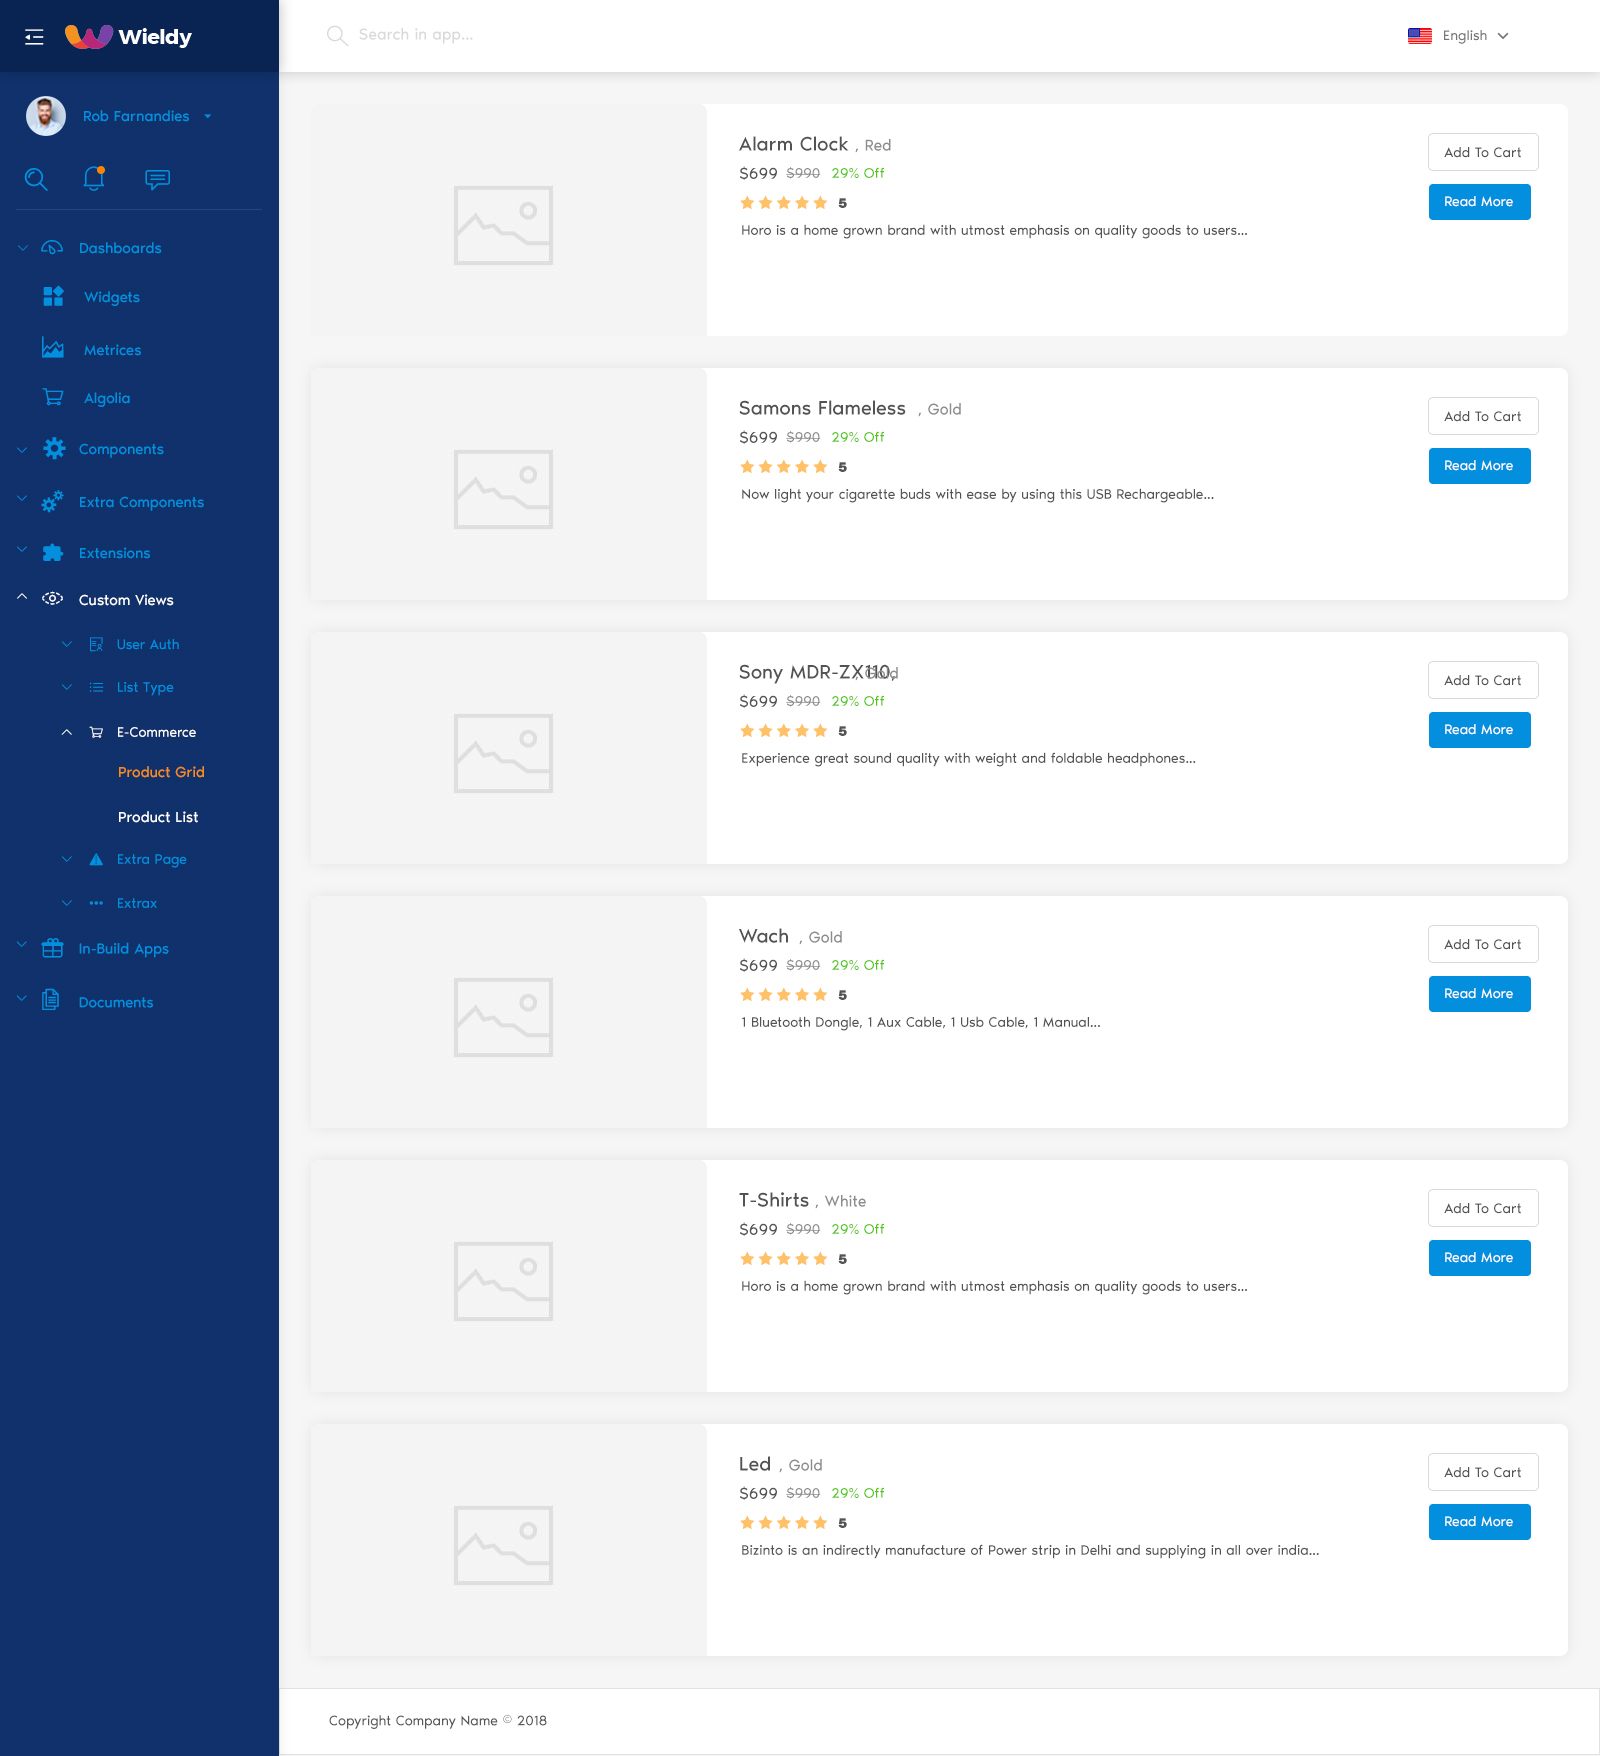 Wieldy
Search in app...
English
Rob Farnandies
Dashboards
Widgets
Metrices
Algolia
Components
Extra Components
Extensions
Custom Views
User Auth
List Type
E-Commerce
Product Grid
Product List
Extra Page
Extrax
In-Build Apps
Documents
Alarm Clock , Red
$699 $990 29% Off
5
Horo is a home grown brand with utmost emphasis on quality goods to users...
Add To Cart
Read More
Samons Flameless , Gold
$699 $990 29% Off
5
Now light your cigarette buds with ease by using this USB Rechargeable...
Add To Cart
Read More
Sony MDR-ZX110, , Gold
$699 $990 29% Off
5
Experience great sound quality with weight and foldable headphones...
Add To Cart
Read More
Wach , Gold
$699 $990 29% Off
5
1 Bluetooth Dongle, 1 Aux Cable, 1 Usb Cable, 1 Manual...
Add To Cart
Read More
T-Shirts , White
$699 $990 29% Off
5
Horo is a home grown brand with utmost emphasis on quality goods to users...
Add To Cart
Read More
Led , Gold
$699 $990 29% Off
5
Bizinto is an indirectly manufacture of Power strip in Delhi and supplying in all over india...
Add To Cart
Read More
Copyright Company Name © 2018